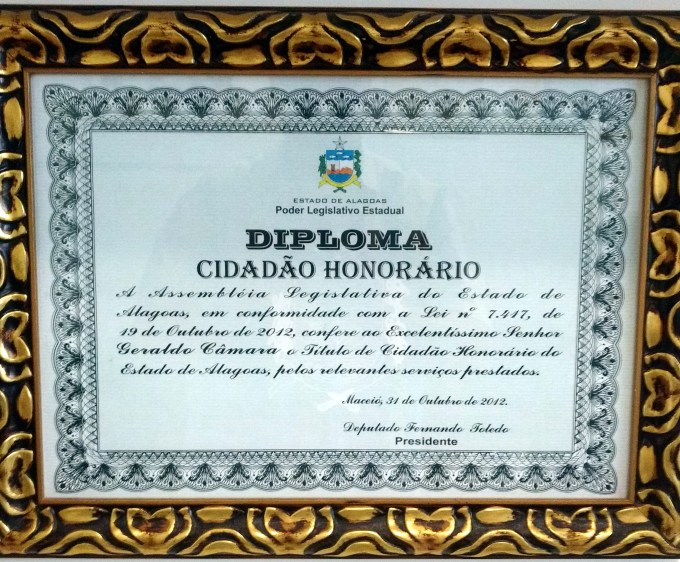 ESTADO DE ALAGOAS
Poder Legislativo Estadual
DIPLOMA
CIDADÃO HONORÁRIO
A Assembléia Legislativa do Estado de
Alagoas, em conformidade com a Lei nº 7.417, de
19 de Outubro de 2012, confere ao Excelentíssimo Senhor
Geraldo Câmara o Título de Cidadão Honorário do
Estado de Alagoas, pelos relevantes serviços prestados.
Maceió, 31 de Outubro de 2012.
Deputado Fernando Toledo
Presidente